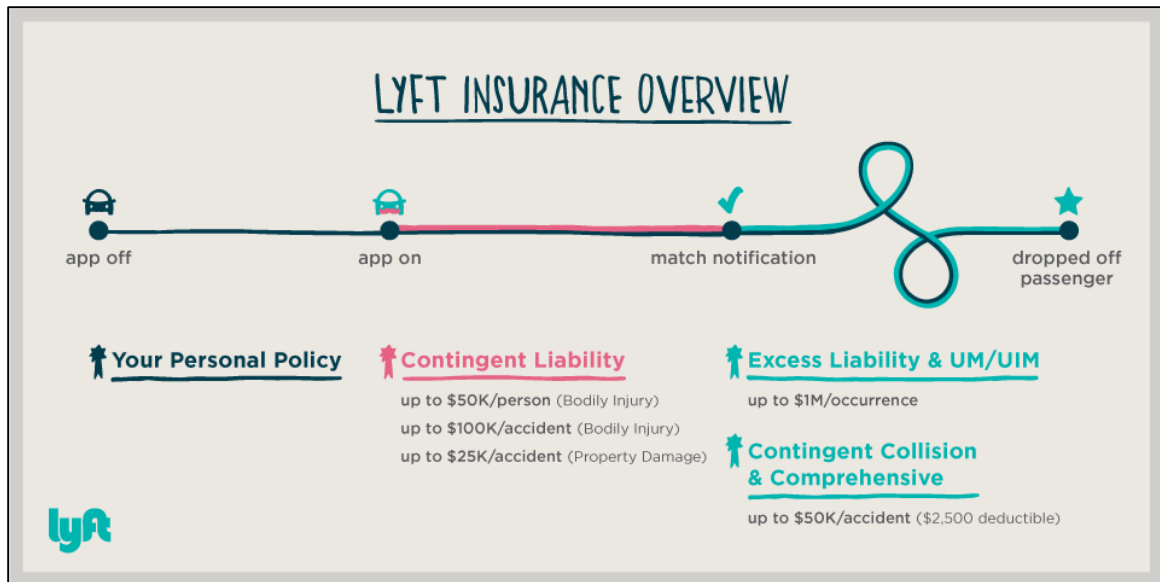 LYFT INSURANCE OVERVIEW
app off
app on
match notification
dropped off
passenger
Your Personal Policy
Contingent Liability
up to $50K/person (Bodily Injury)
up to $100K/accident (Bodily Injury)
up to $25K/accident (Property Damage)
Excess Liability & UM/UIM
up to $1M/occurrence
Contingent Collision
& Comprehensive
up to $50K/accident ($2,500 deductible)
lyft